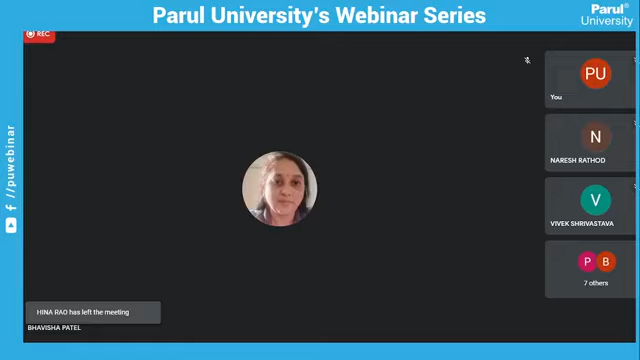 Parul University's Webinar Series
Parul®
University
REC
PU
You
N
NARESH RATHOD
V
VIVEK SHRIVASTAVA
P B
7 others
/puwebinar
HINA RAO has left the meeting
BHAVISHA PATEL